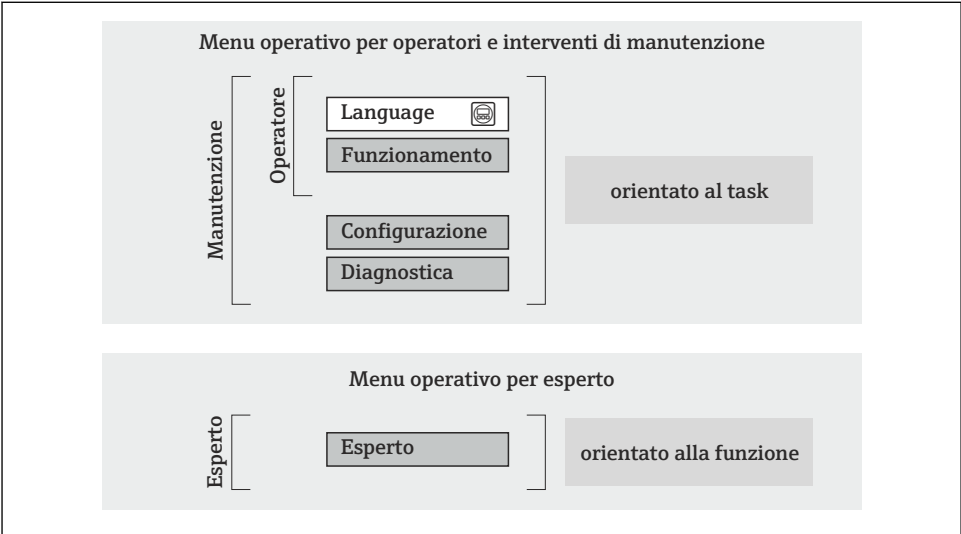 Menu operativo per operatori e interventi di manutenzione
Manutenzione
Operatore
Language
Funzionamento
Configurazione
Diagnostica
orientato al task
Menu operativo per esperto
Esperto
Esperto
orientato alla funzione